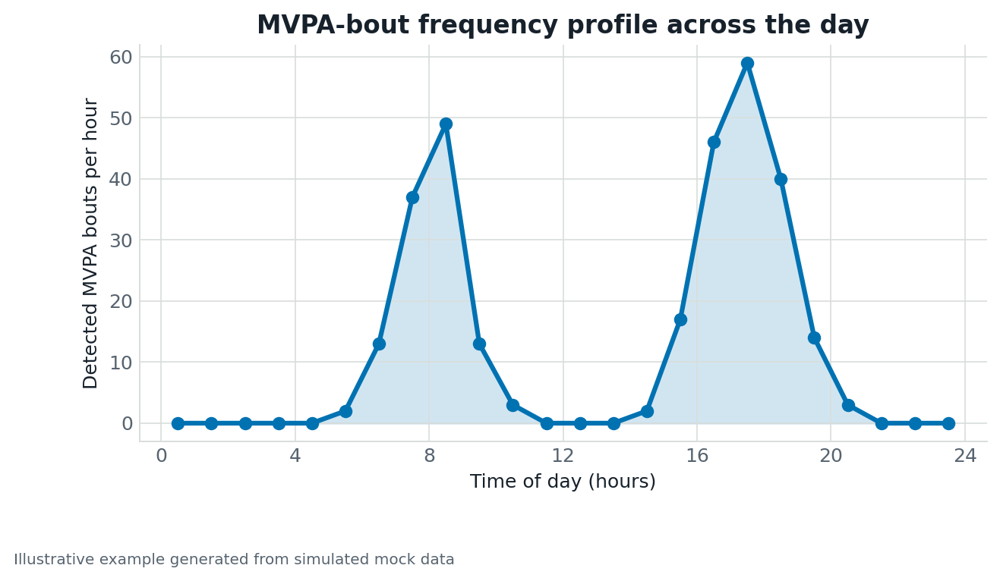 MVPA-bout frequency profile across the day
Detected MVPA bouts per hour
60
50
40
30
20
10
0
0 4 8 12 16 20 24
Time of day (hours)
Illustrative example generated from simulated mock data